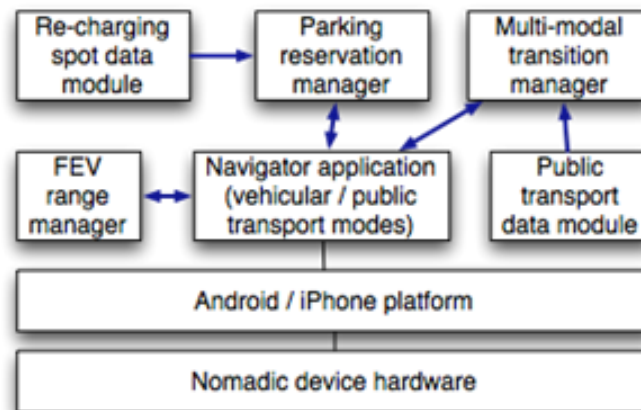 Re-charging
spot data
module
Parking
reservation
manager
Multi-modal
transition
manager
FEV
range
manager
Navigator application
(vehicular / public
transport modes)
Public
transport
data module
Android / iPhone platform
Nomadic device hardware